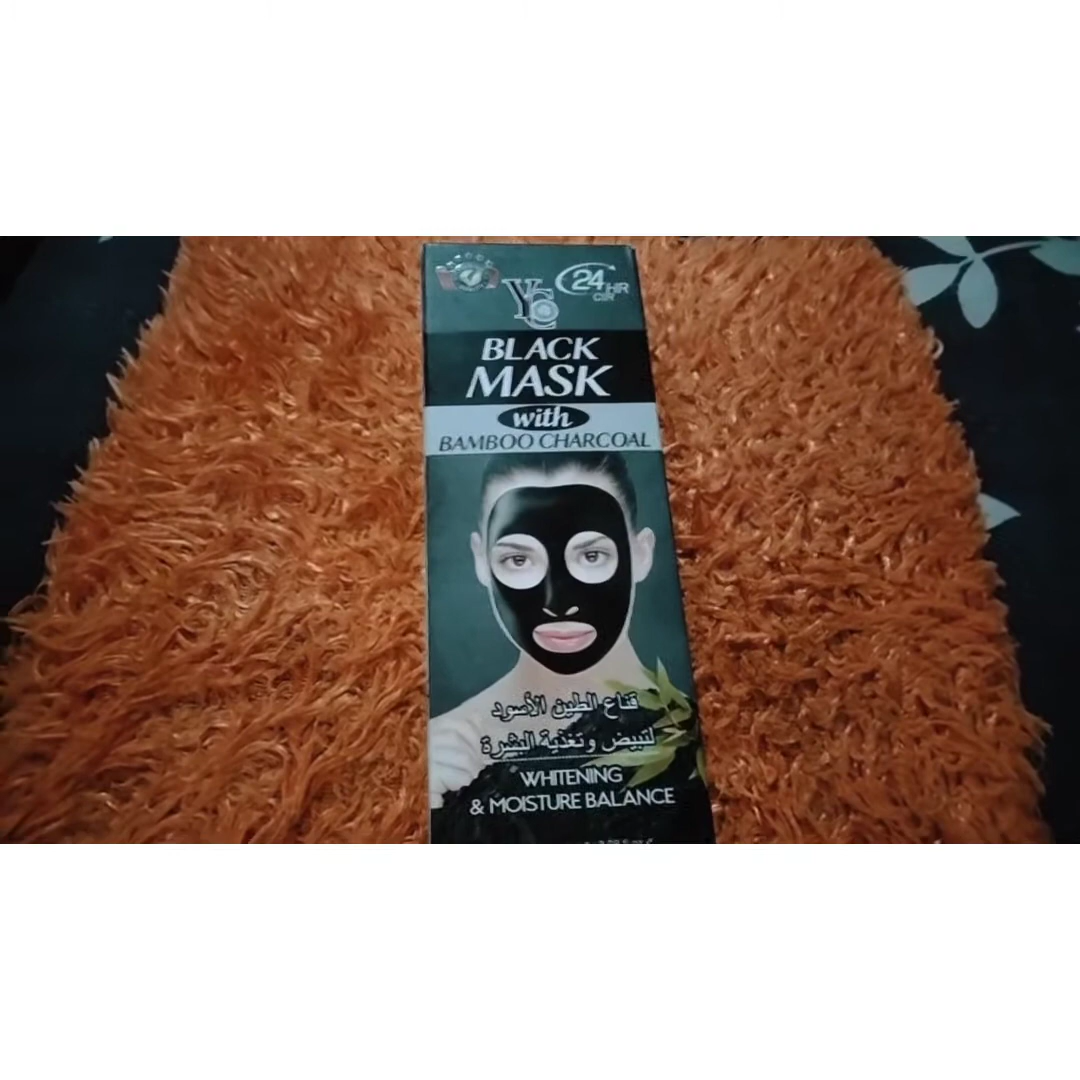 YC
24 HR
CIR
BLACK
MASK
with
BAMBOO CHARCOAL
قناع الطين الأسود
لتبيض وتغذية البشرة
WHITENING
& MOISTURE BALANCE